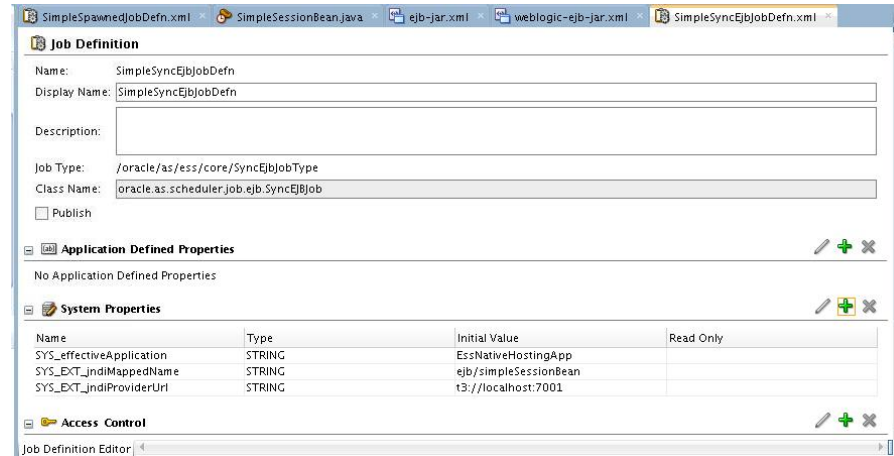 SimpleSpawnedJobDefn.xml SimpleSessionBean.java ejb-jar.xml weblogic-ejb-jar.xml SimpleSyncEjbJobDefn.xml
Job Definition
Name: SimpleSyncEjbJobDefn
Display Name: SimpleSyncEjbJobDefn
Description:
Job Type: /oracle/as/ess/core/SyncEjbJobType
Class Name: oracle.as.scheduler.job.ejb.SyncEJBJob
Publish
Application Defined Properties
No Application Defined Properties
System Properties
Name Type Initial Value Read Only
SYS_effectiveApplication STRING EssNativeHostingApp
SYS_EXT_jndiMappedName STRING ejb/simpleSessionBean
SYS_EXT_jndiProviderUrl STRING t3://localhost:7001
Access Control
Job Definition Editor